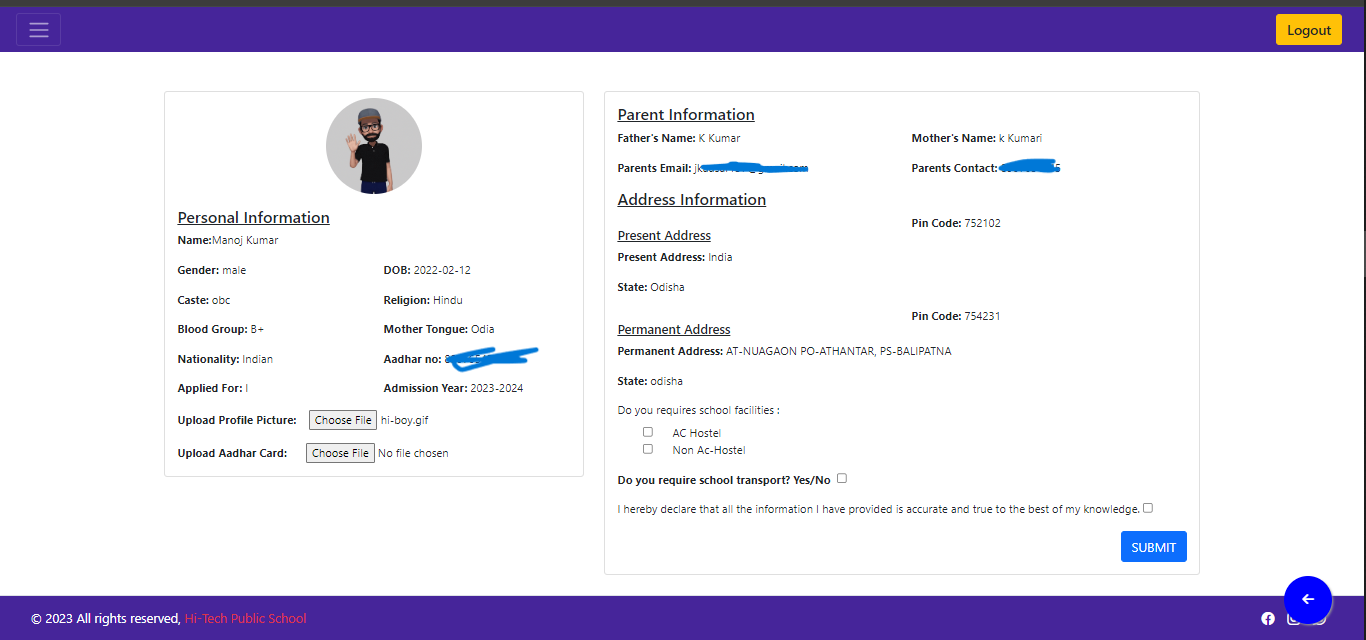 Logout
Personal Information
Name:Manoj Kumar
Gender: male DOB: 2022-02-12
Caste: obc Religion: Hindu
Blood Group: B+ Mother Tongue: Odia
Nationality: Indian Aadhar no:
Applied For: I Admission Year: 2023-2024
Upload Profile Picture: Choose File hi-boy.gif
Upload Aadhar Card: Choose File No file chosen
Parent Information
Father's Name: K Kumar Mother's Name: k Kumari
Parents Email: Parents Contact:
Address Information
Pin Code: 752102
Present Address
Present Address: India
State: Odisha
Pin Code: 754231
Permanent Address
Permanent Address: AT-NUAGAON PO-ATHANTAR, PS-BALIPATNA
State: odisha
Do you requires school facilities :
AC Hostel
Non Ac-Hostel
Do you require school transport? Yes/No
I hereby declare that all the information I have provided is accurate and true to the best of my knowledge.
SUBMIT
© 2023 All rights reserved, Hi-Tech Public School